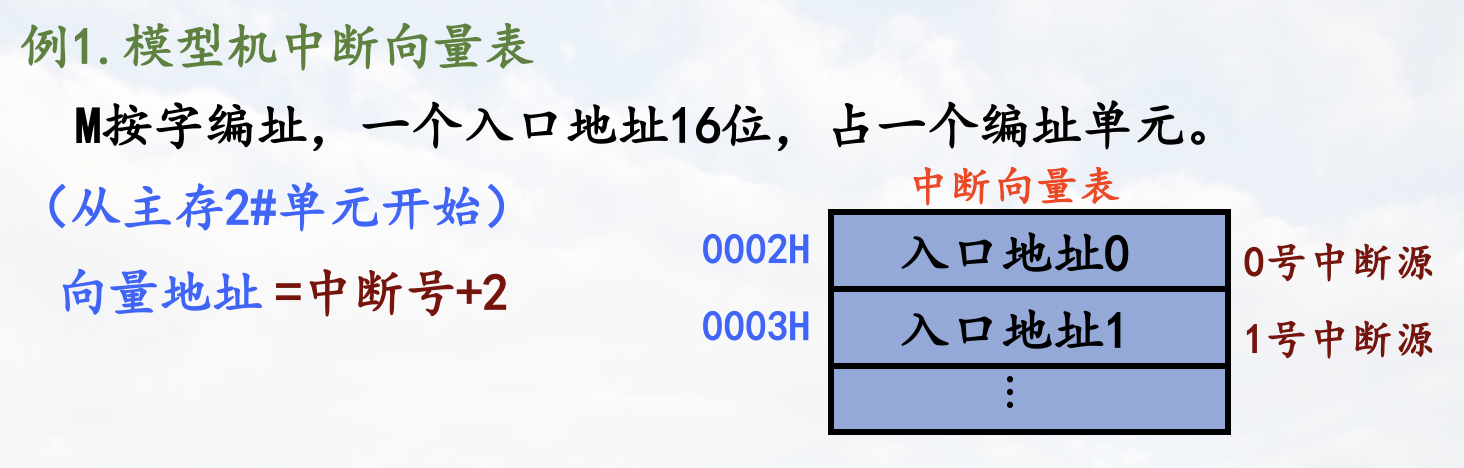 例1.模型机中断向量表
M按字编址，一个入口地址16位，占一个编址单元。
（从主存2#单元开始）
向量地址=中断号+2
中断向量表
0002H 入口地址0 0号中断源
0003H 入口地址1 1号中断源
⋮